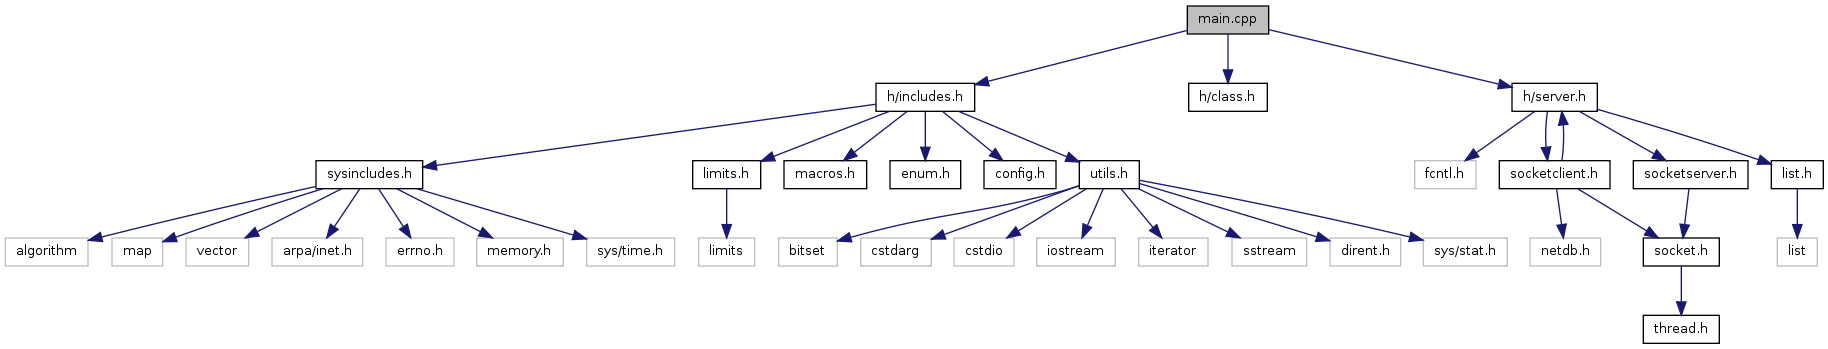 main.cpp
h/includes.h
h/class.h
h/server.h
sysincludes.h
limits.h
macros.h
enum.h
config.h
utils.h
fcntl.h
socketclient.h
socketserver.h
list.h
algorithm
map
vector
arpa/inet.h
errno.h
memory.h
sys/time.h
limits
bitset
cstdarg
cstdio
iostream
iterator
sstream
dirent.h
sys/stat.h
netdb.h
socket.h
list
thread.h